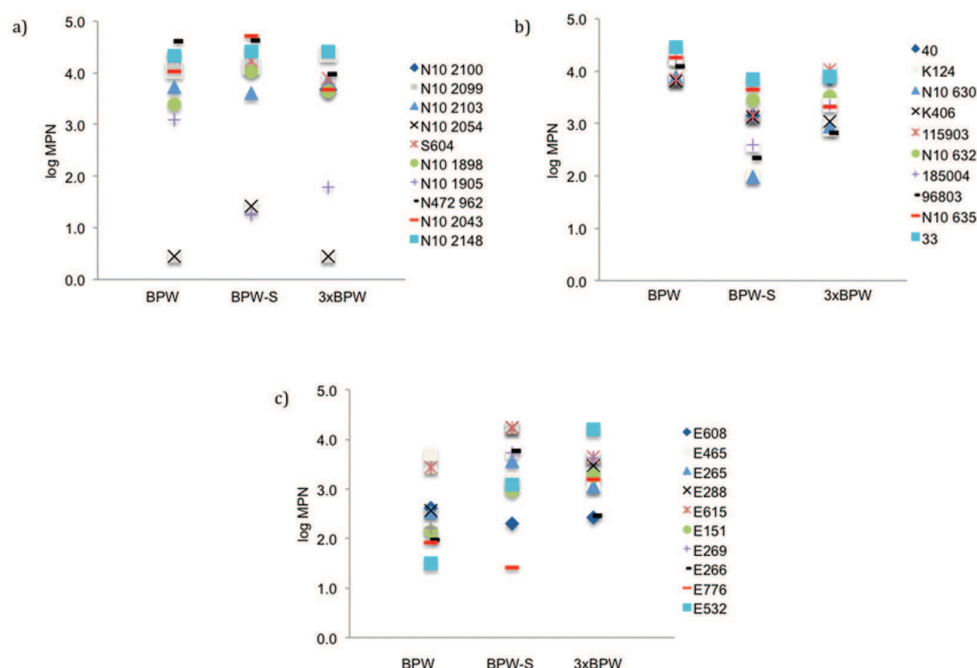 a)
5.0
4.0
3.0
2.0
1.0
0.0
log MPN
BPW BPW-S 3xBPW
N10 2100
N10 2099
N10 2103
N10 2054
S604
N10 1898
N10 1905
N472 962
N10 2043
N10 2148
b)
5.0
4.0
3.0
2.0
1.0
0.0
log MPN
BPW BPW-S 3xBPW
40
K124
N10 630
K406
115903
N10 632
185004
96803
N10 635
33
c)
5.0
4.0
3.0
2.0
1.0
0.0
log MPN
BPW BPW-S 3xBPW
E608
E465
E265
E288
E615
E151
E269
E266
E776
E532